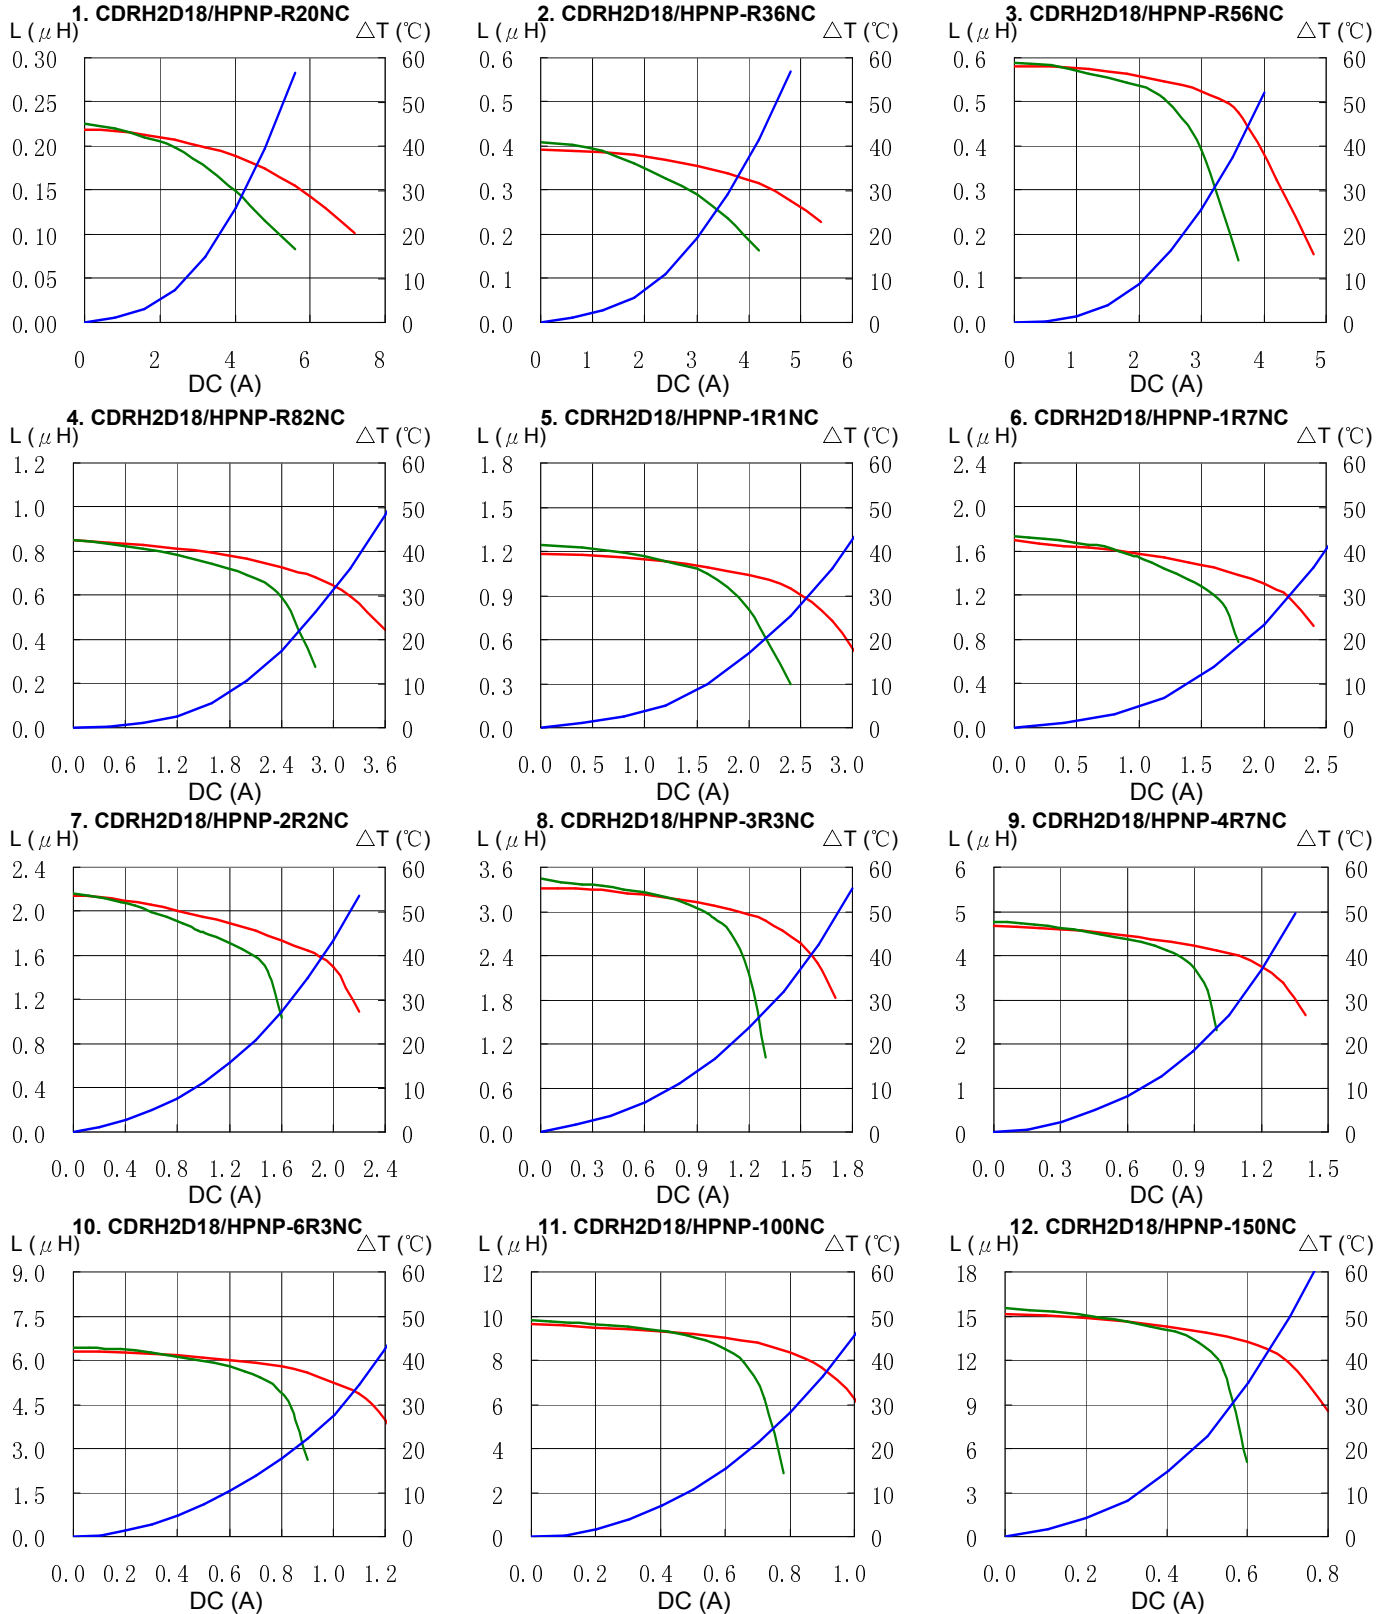 1. CDRH2D18/HPNP-R20NC
L (μH) △T (℃)
0.30 60
0.25 50
0.20 40
0.15 30
0.10 20
0.05 10
0.00 0
0 2 4 6 8
DC (A)
2. CDRH2D18/HPNP-R36NC
L (μH) △T (℃)
0.6 60
0.5 50
0.4 40
0.3 30
0.2 20
0.1 10
0.0 0
0 1 2 3 4 5 6
DC (A)
3. CDRH2D18/HPNP-R56NC
L (μH) △T (℃)
0.6 60
0.5 50
0.4 40
0.3 30
0.2 20
0.1 10
0.0 0
0 1 2 3 4 5
DC (A)
4. CDRH2D18/HPNP-R82NC
L (μH) △T (℃)
1.2 60
1.0 50
0.8 40
0.6 30
0.4 20
0.2 10
0.0 0
0.0 0.6 1.2 1.8 2.4 3.0 3.6
DC (A)
5. CDRH2D18/HPNP-1R1NC
L (μH) △T (℃)
1.8 60
1.5 50
1.2 40
0.9 30
0.6 20
0.3 10
0.0 0
0.0 0.5 1.0 1.5 2.0 2.5 3.0
DC (A)
6. CDRH2D18/HPNP-1R7NC
L (μH) △T (℃)
2.4 60
2.0 50
1.6 40
1.2 30
0.8 20
0.4 10
0.0 0
0.0 0.5 1.0 1.5 2.0 2.5
DC (A)
7. CDRH2D18/HPNP-2R2NC
L (μH) △T (℃)
2.4 60
2.0 50
1.6 40
1.2 30
0.8 20
0.4 10
0.0 0
0.0 0.4 0.8 1.2 1.6 2.0 2.4
DC (A)
8. CDRH2D18/HPNP-3R3NC
L (μH) △T (℃)
3.6 60
3.0 50
2.4 40
1.8 30
1.2 20
0.6 10
0.0 0
0.0 0.3 0.6 0.9 1.2 1.5 1.8
DC (A)
9. CDRH2D18/HPNP-4R7NC
L (μH) △T (℃)
6 60
5 50
4 40
3 30
2 20
1 10
0 0
0.0 0.3 0.6 0.9 1.2 1.5
DC (A)
10. CDRH2D18/HPNP-6R3NC
L (μH) △T (℃)
9.0 60
7.5 50
6.0 40
4.5 30
3.0 20
1.5 10
0.0 0
0.0 0.2 0.4 0.6 0.8 1.0 1.2
DC (A)
11. CDRH2D18/HPNP-100NC
L (μH) △T (℃)
12 60
10 50
8 40
6 30
4 20
2 10
0 0
0.0 0.2 0.4 0.6 0.8 1.0
DC (A)
12. CDRH2D18/HPNP-150NC
L (μH) △T (℃)
18 60
15 50
12 40
9 30
6 20
3 10
0 0
0.0 0.2 0.4 0.6 0.8
DC (A)